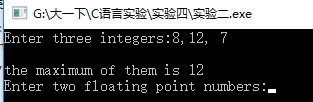 G:\大一下\C语言实验\实验四\实验二.exe
Enter three integers:8,12, 7
the maximum of them is 12
Enter two floating point numbers: